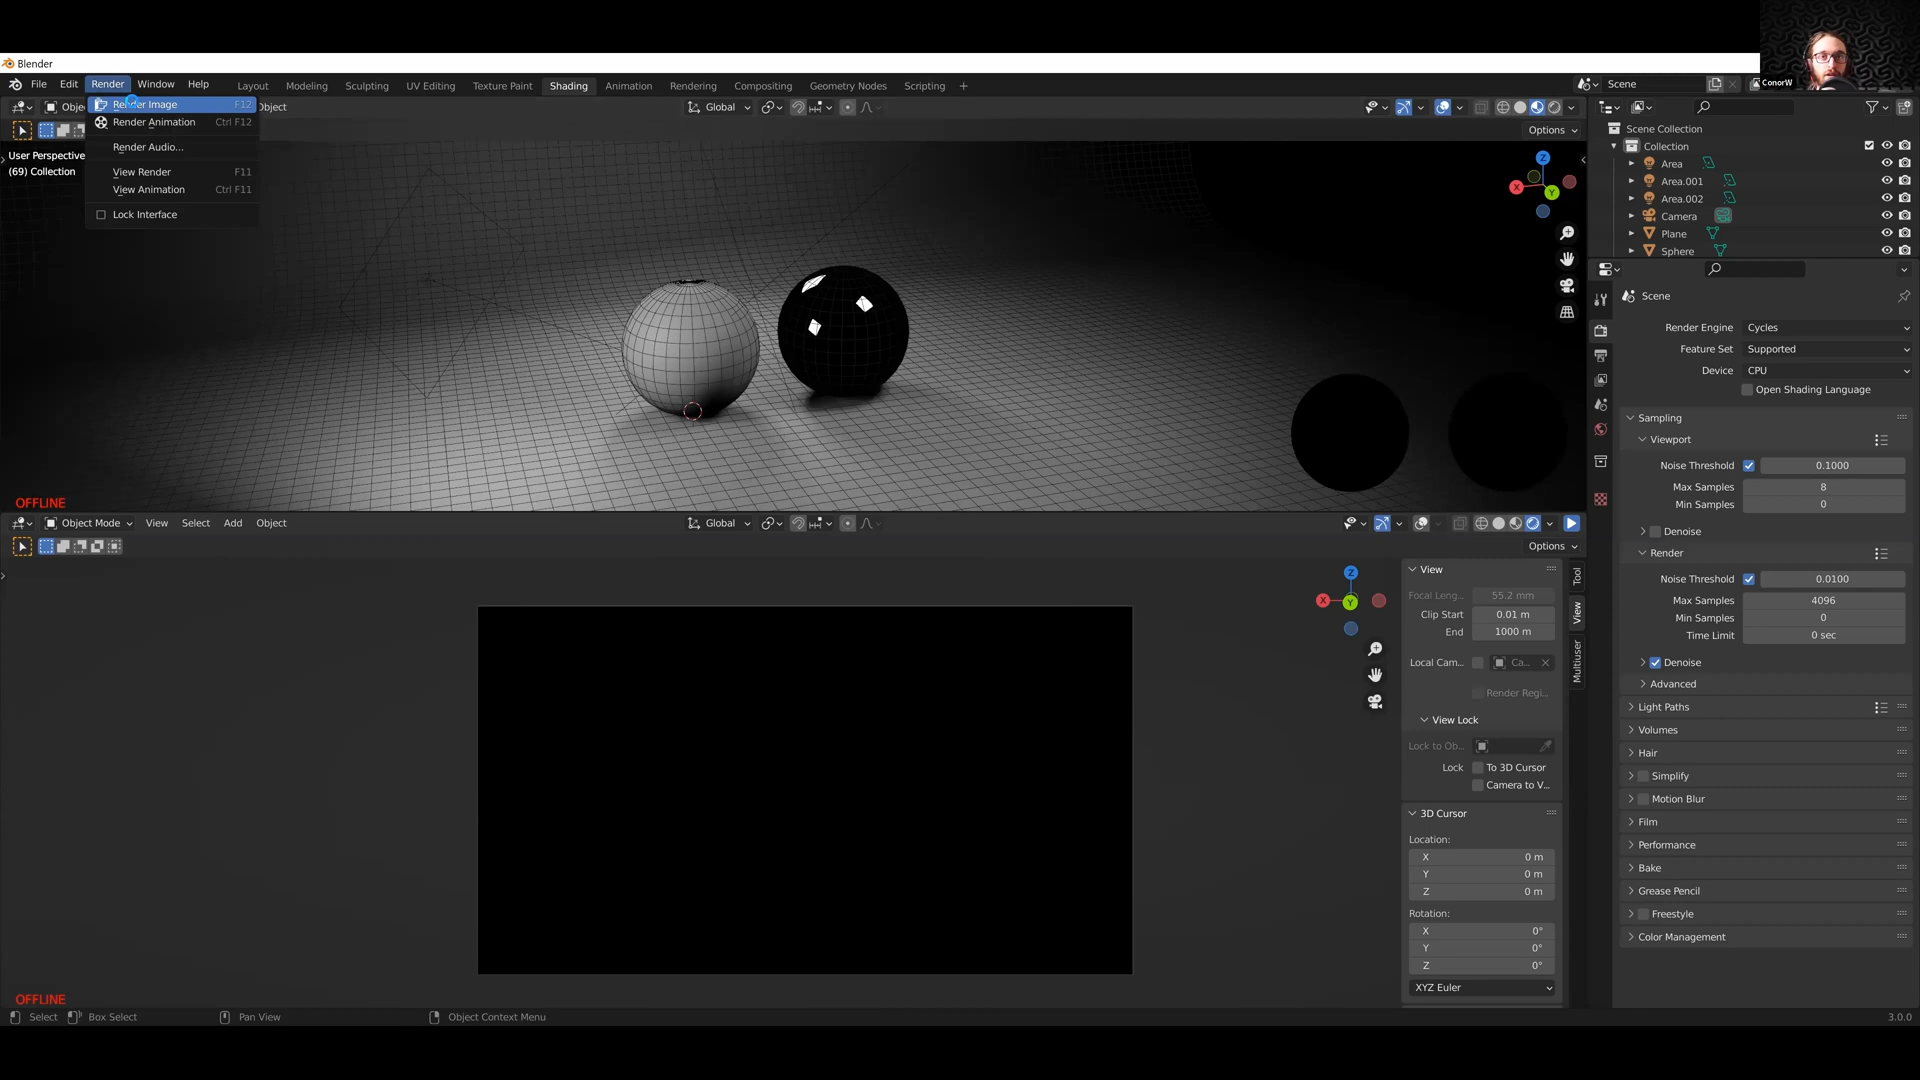 Blender
ConorW
File Edit Render Window Help
Layout Modeling Sculpting UV Editing Texture Paint Shading Animation Rendering Compositing Geometry Nodes Scripting +
Scene
Render Image F12
Render Animation Ctrl F12
Render Audio...
View Render F11
View Animation Ctrl F11
Lock Interface
Obje
Object
Global
Options
User Perspective
(69) Collection
Z
X
Y
OFFLINE
Scene Collection
Collection
Area
Area.001
Area.002
Camera
Plane
Sphere
Scene
Render Engine Cycles
Feature Set Supported
Device CPU
Open Shading Language
Sampling
Viewport
Noise Threshold 0.1000
Max Samples 8
Min Samples 0
Denoise
Render
Noise Threshold 0.0100
Max Samples 4096
Min Samples 0
Time Limit 0 sec
Denoise
Advanced
Light Paths
Volumes
Hair
Simplify
Motion Blur
Film
Performance
Bake
Grease Pencil
Freestyle
Color Management
Object Mode View Select Add Object
Global
Options
Z
X
Y
View
Focal Leng... 55.2 mm
Clip Start 0.01 m
End 1000 m
Local Cam... Ca...
Render Regi...
View Lock
Lock to Ob...
Lock To 3D Cursor
Camera to V...
3D Cursor
Location:
X 0 m
Y 0 m
Z 0 m
Rotation:
X 0°
Y 0°
Z 0°
XYZ Euler
Tool
View
Multiuser
OFFLINE
Select Box Select Pan View Object Context Menu
3.0.0